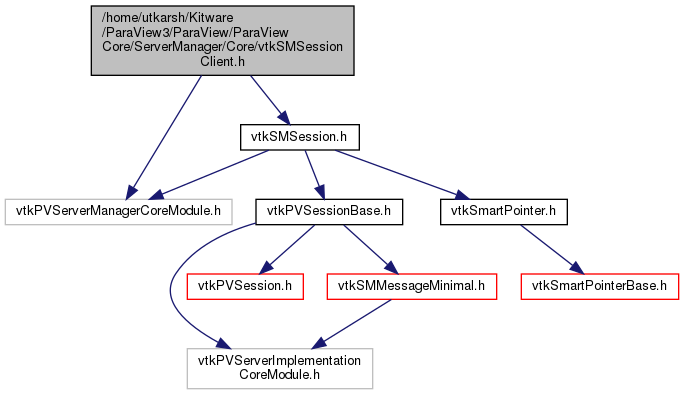 /home/utkarsh/Kitware
/ParaView3/ParaView/ParaView
Core/ServerManager/Core/vtkSMSession
Client.h
vtkSMSession.h
vtkPVServerManagerCoreModule.h
vtkPVSessionBase.h
vtkSmartPointer.h
vtkPVSession.h
vtkSMMessageMinimal.h
vtkSmartPointerBase.h
vtkPVServerImplementation
CoreModule.h